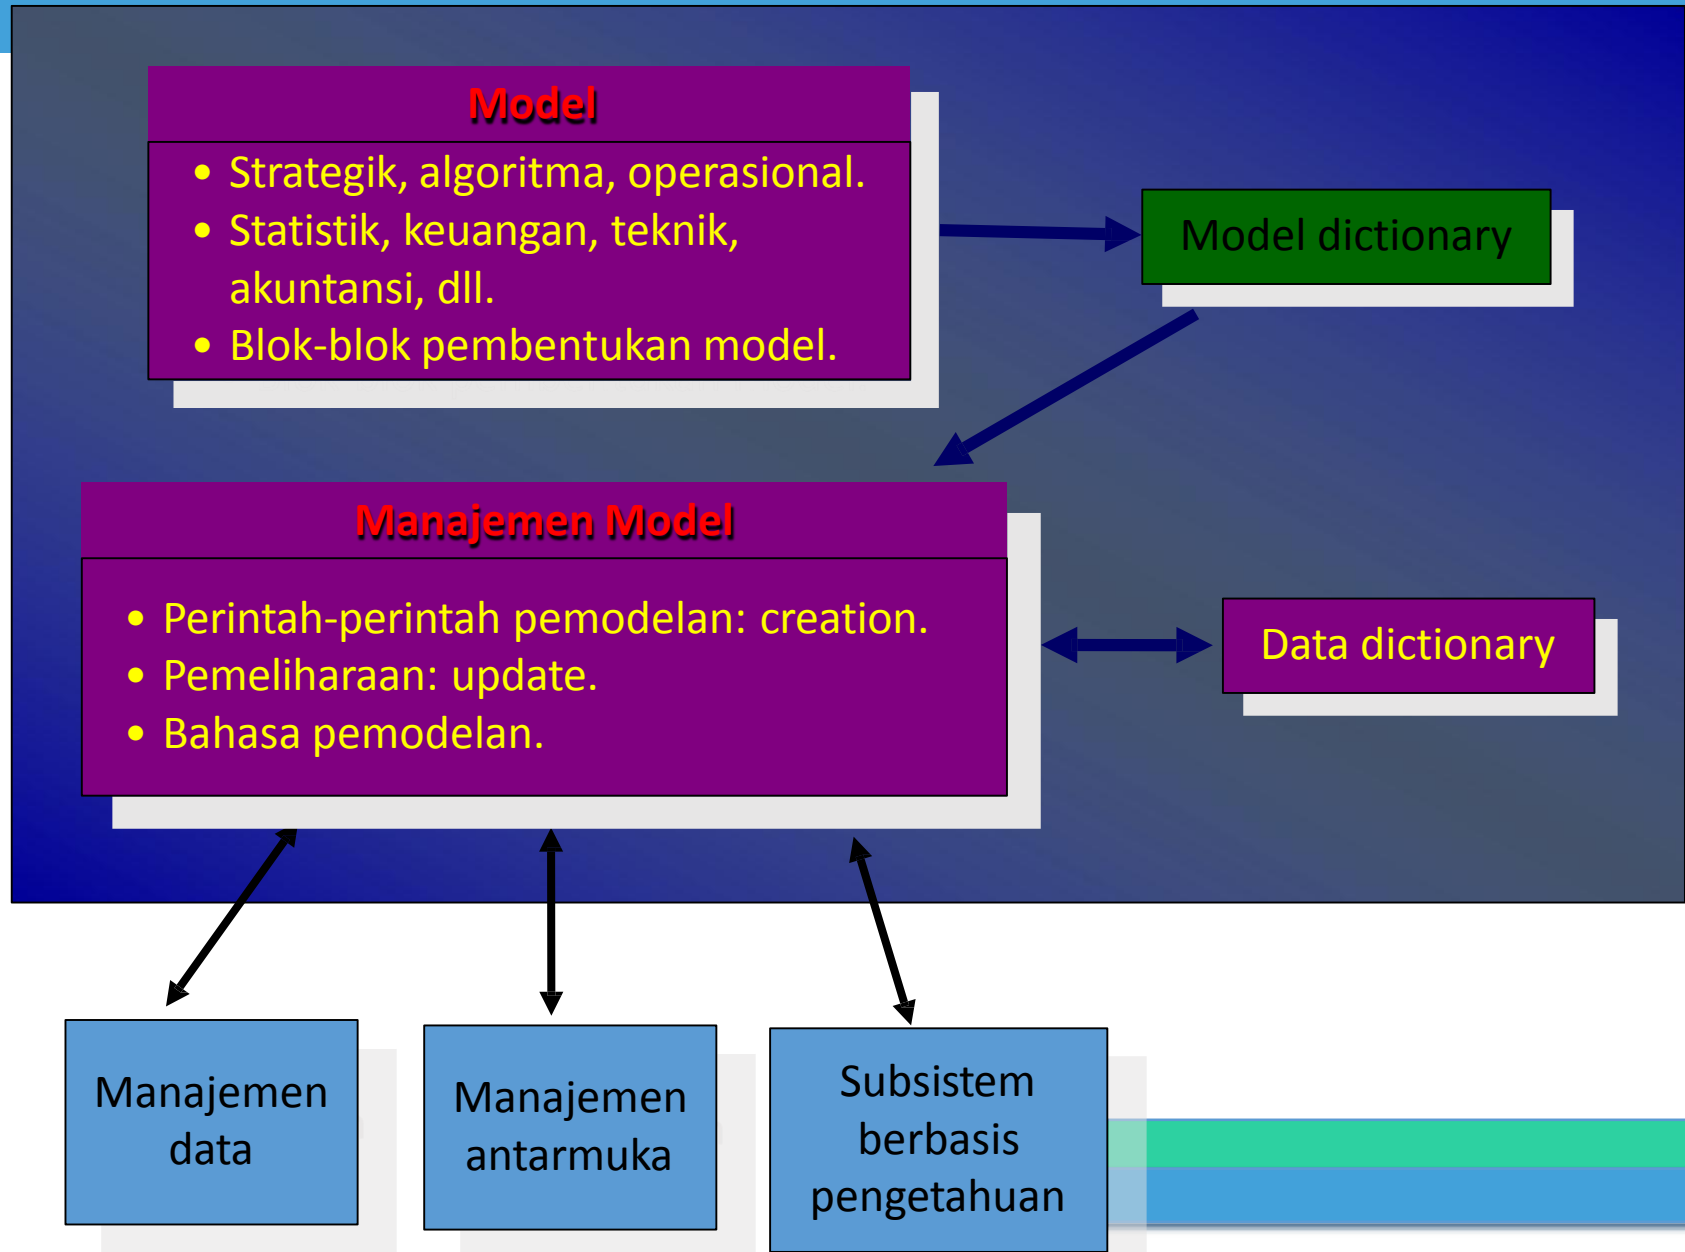 Model
• Strategik, algoritma, operasional.
• Statistik, keuangan, teknik,
akuntansi, dll.
• Blok-blok pembentukan model.
Model dictionary
Manajemen Model
• Perintah-perintah pemodelan: creation.
• Pemeliharaan: update.
• Bahasa pemodelan.
Data dictionary
Manajemen
data
Manajemen
antarmuka
Subsistem
berbasis
pengetahuan